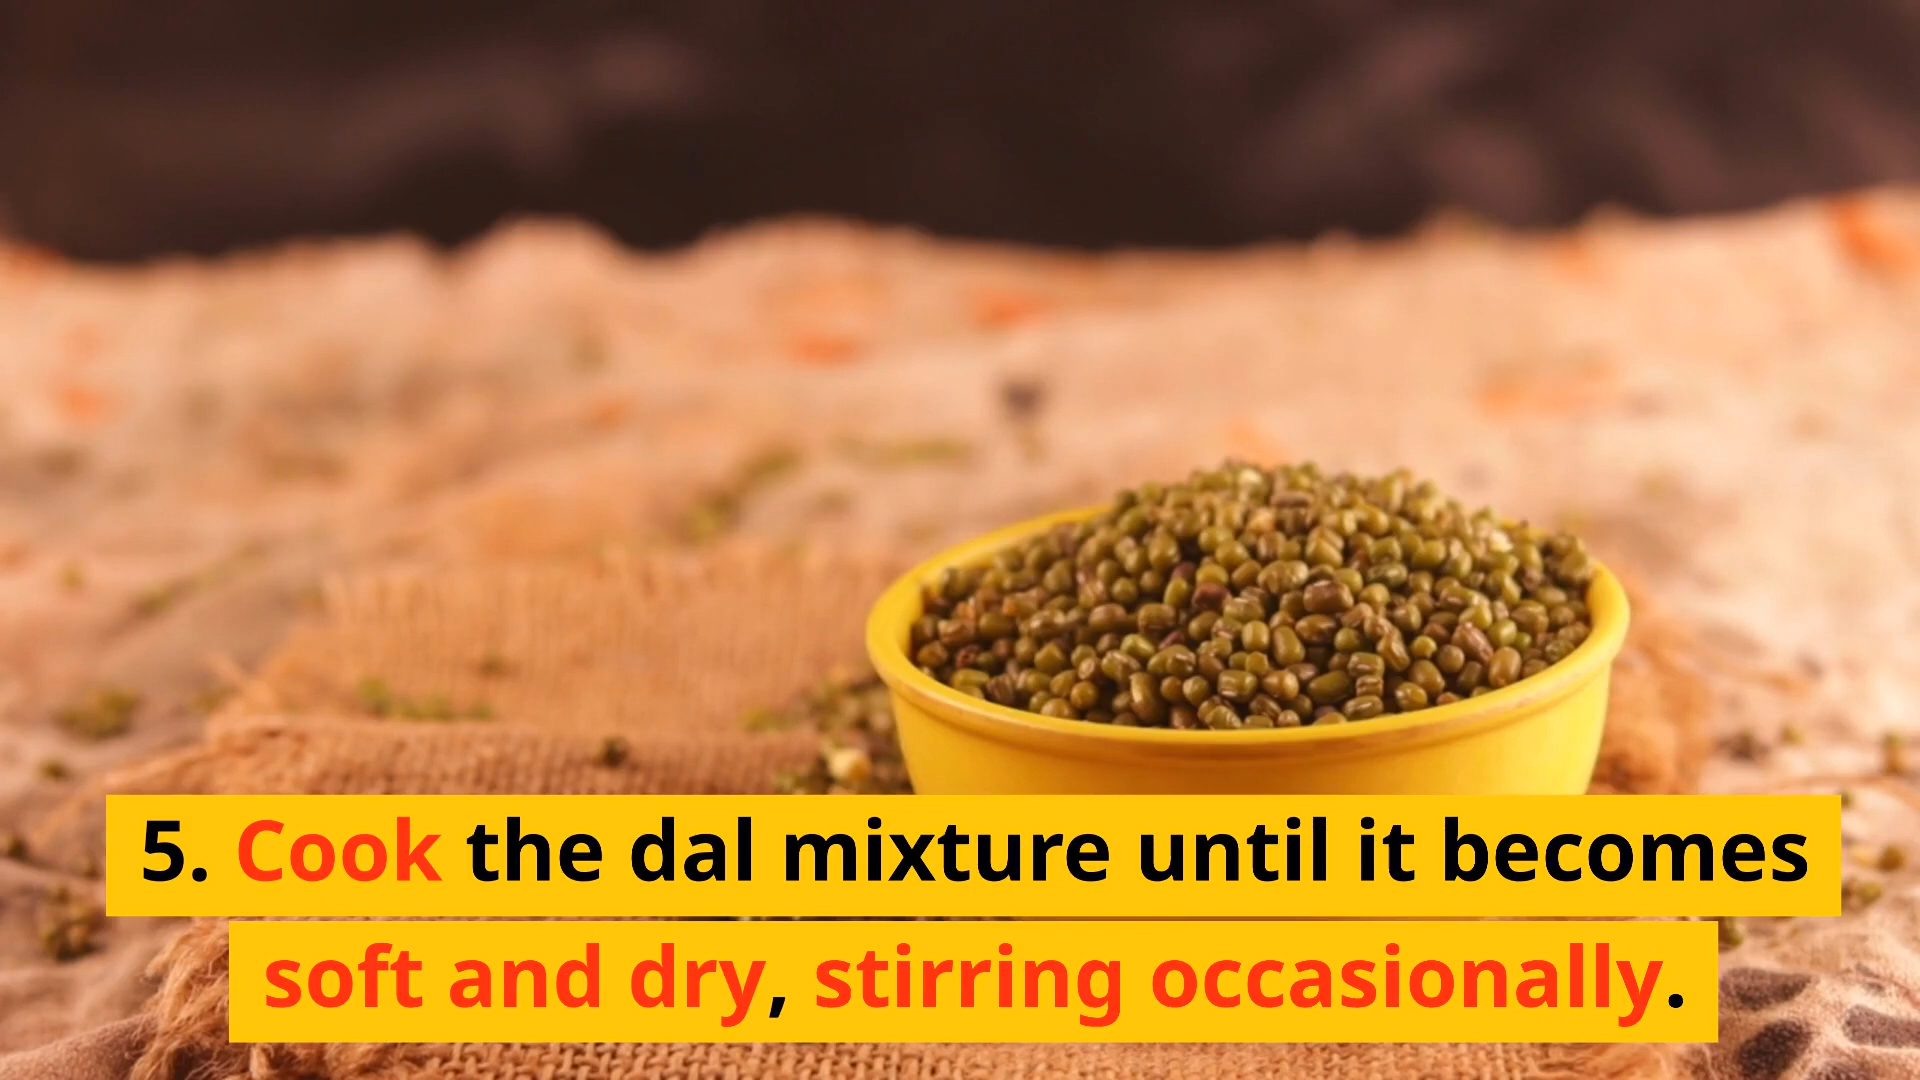 5. Cook the dal mixture until it becomes
soft and dry, stirring occasionally.